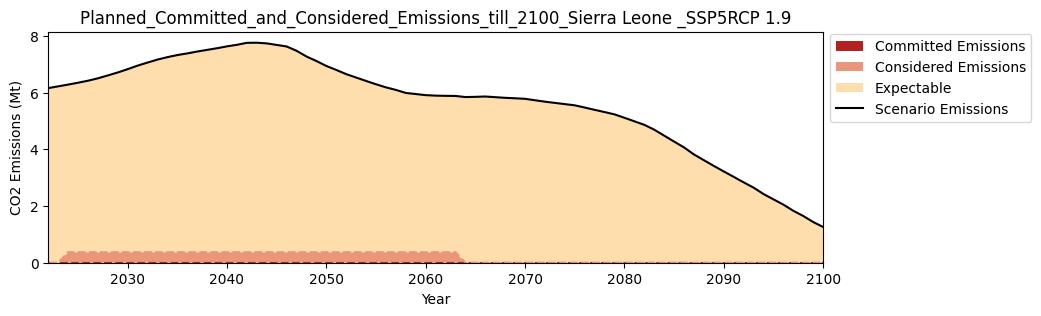 Planned_Committed_and_Considered_Emissions_till_2100_Sierra Leone _SSP5RCP 1.9
Committed Emissions
Considered Emissions
Expectable
Scenario Emissions
CO2 Emissions (Mt)
8
6
4
2
0
2030 2040 2050 2060 2070 2080 2090 2100
Year